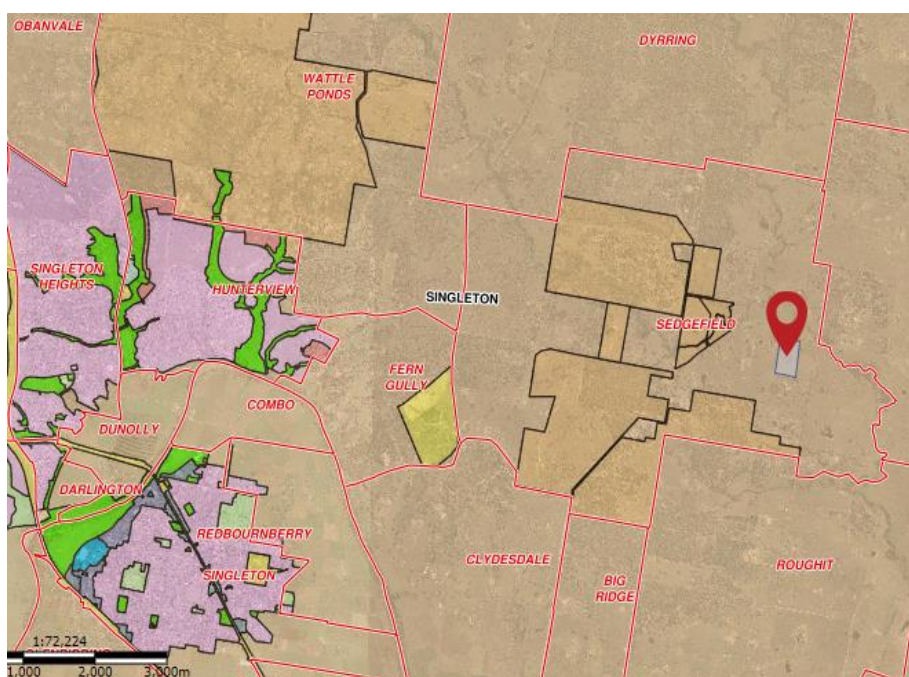 OBANVALE
DYRRING
WATTLE
PONDS
SINGLETON
HEIGHTS
HUNTERVIEW
SINGLETON
SEDGEFIELD
FERN
GULLY
COMBO
DUNOLLY
DARLINGTON
REDBOURNBERRY
CLYDESDALE
ROUGHIT
SINGLETON
BIG
RIDGE
1:72,224
1,000 2,000 3,000m